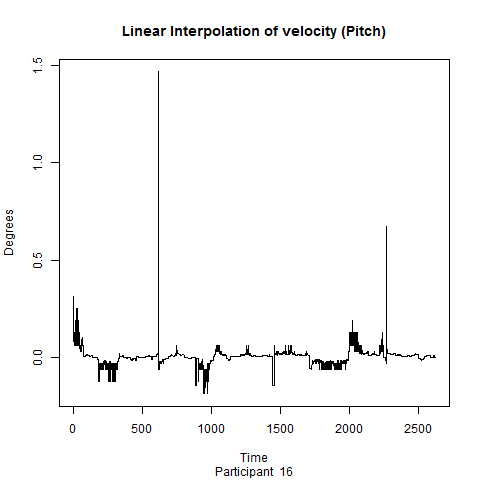 Linear Interpolation of velocity (Pitch)
1.5
1.0
0.5
0.0
Degrees
0 500 1000 1500 2000 2500
Time
Participant 16